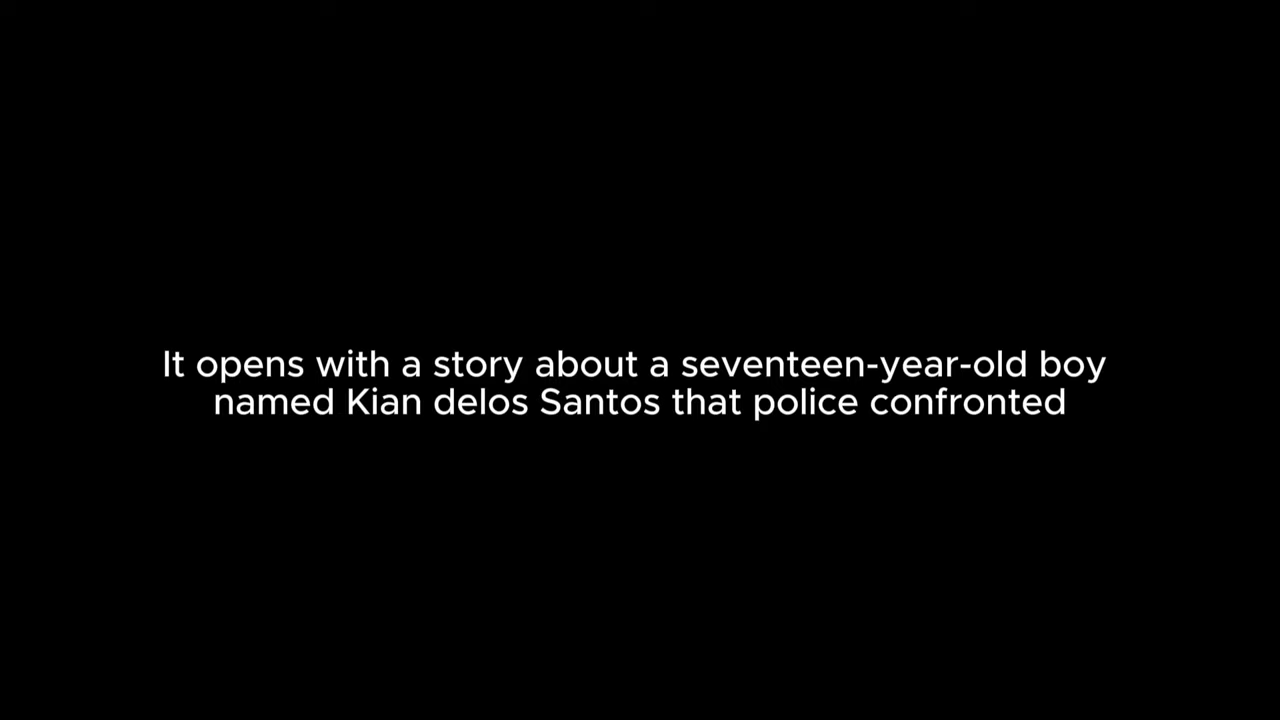 It opens with a story about a seventeen-year-old boy
named Kian delos Santos that police confronted